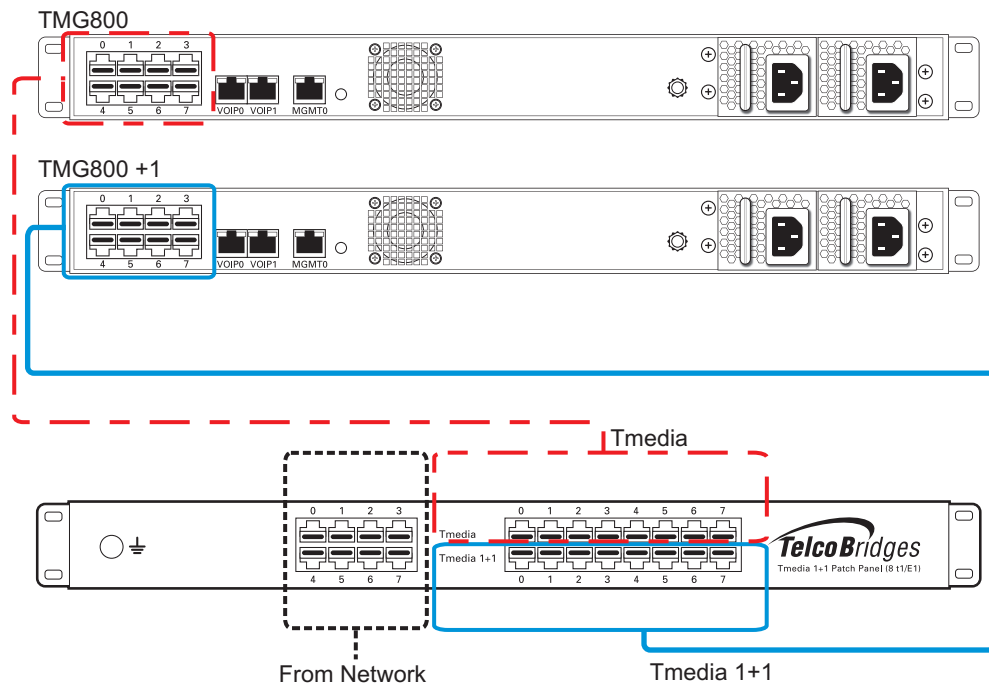 TMG800
0 1 2 3
4 5 6 7
VOIP0 VOIP1 MGMT0
TMG800 +1
0 1 2 3
4 5 6 7
VOIP0 VOIP1 MGMT0
Tmedia
0 1 2 3
4 5 6 7
0 1 2 3 4 5 6 7
Tmedia
Tmedia 1+1
0 1 2 3 4 5 6 7
TelcoBridges
Tmedia 1+1 Patch Panel (8 t1/E1)
From Network
Tmedia 1+1